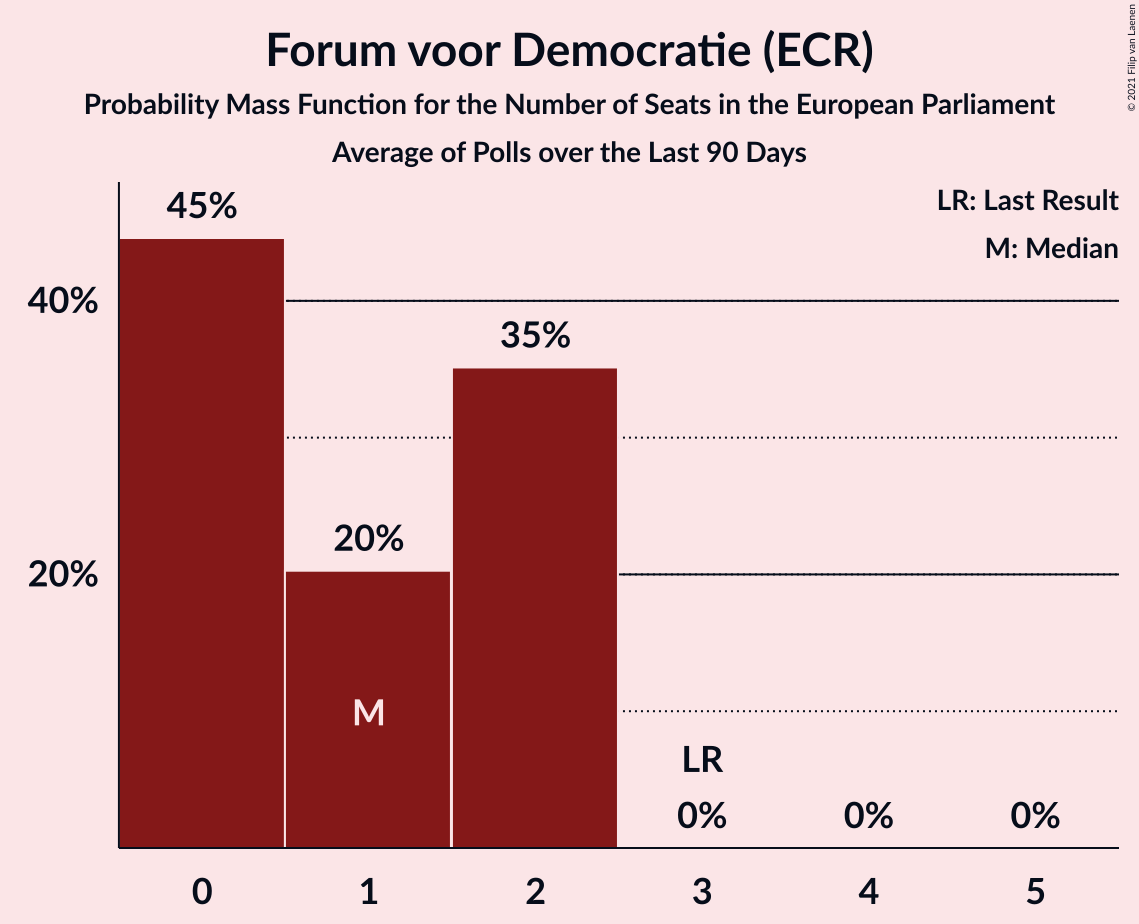 Forum voor Democratie (ECR)
Probability Mass Function for the Number of Seats in the European Parliament
Average of Polls over the Last 90 Days
© 2021 Filip van Laenen
LR: Last Result
M: Median
45%
40%
35%
20%
20%
M
LR
0%
0%
0%
0
1
2
3
4
5